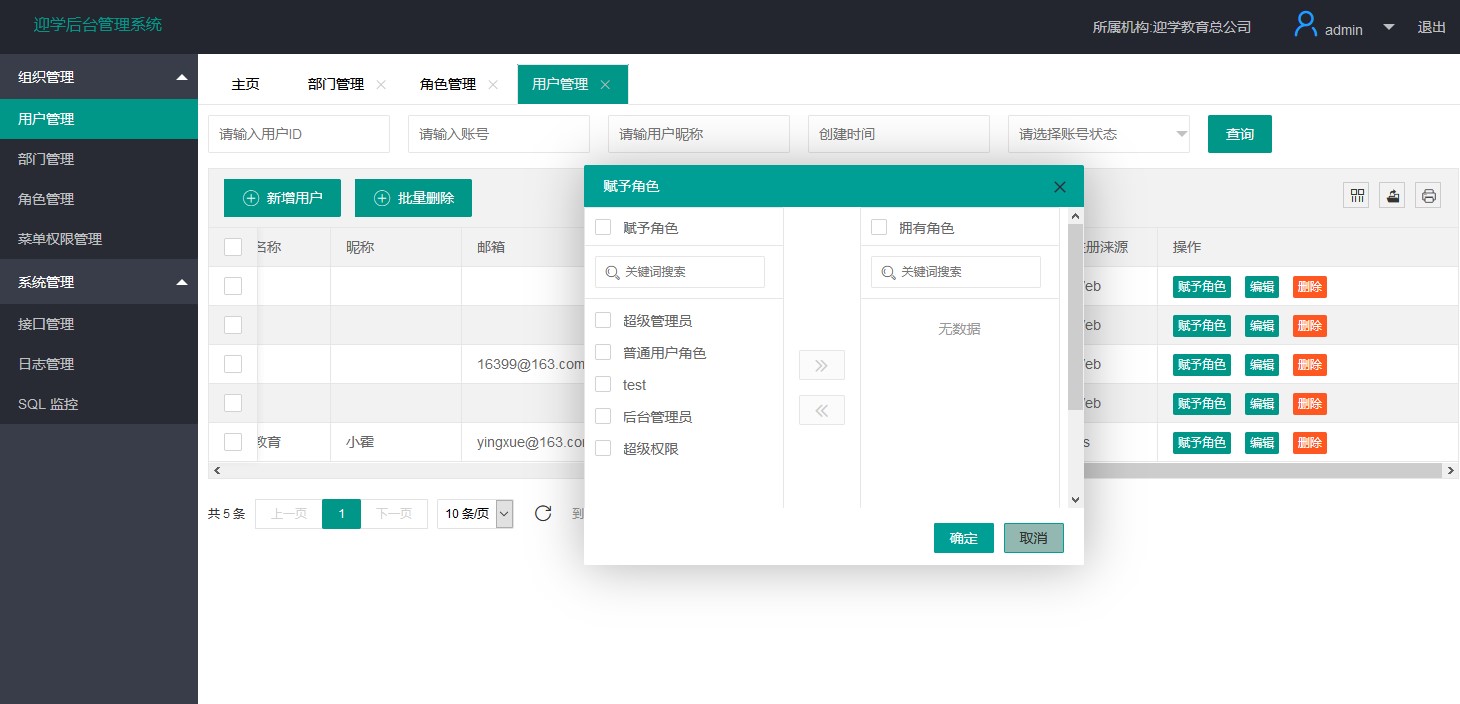 迎学后台管理系统
所属机构:迎学教育总公司 admin 退出
组织管理
用户管理
部门管理
角色管理
菜单权限管理
系统管理
接口管理
日志管理
SQL 监控
主页 部门管理 角色管理 用户管理
请输入用户ID 请输入账号 请输用户昵称 创建时间 请选择账号状态 查询
新增用户 批量删除
名称 昵称 邮箱 册涞源 操作
eb 赋予角色 编辑 删除
eb 赋予角色 编辑 删除
16399@163.com eb 赋予角色 编辑 删除
eb 赋予角色 编辑 删除
教育 小霍 yingxue@163.co s 赋予角色 编辑 删除
共 5 条 上一页 1 下一页 10 条/页 到
赋予角色
赋予角色
关键词搜索
超级管理员
普通用户角色
test
后台管理员
超级权限
拥有角色
关键词搜索
无数据
确定 取消